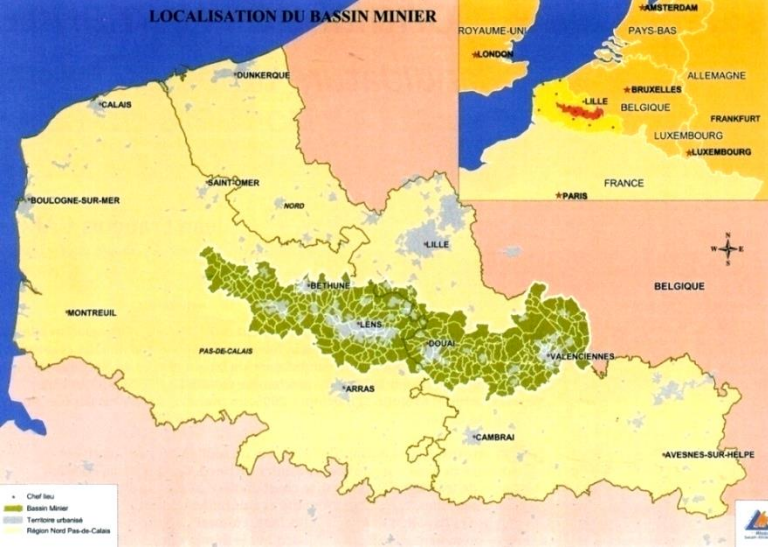 LOCALISATION DU BASSIN MINIER
AMSTERDAM
ROYAUME-UNI
PAYS-BAS
LONDON
ALLEMAGNE
BRUXELLES
LILLE
BELGIQUE
FRANKFURT
LUXEMBOURG
LUXEMBOURG
FRANCE
PARIS
DUNKERQUE
CALAIS
SAINT-OMER
BOULOGNE-SUR-MER
NORD
LILLE
N
W E
S
BELGIQUE
BETHUNE
MONTREUIL
LENS
DOUAI
PAS-DE-CALAIS
VALENCIENNES
ARRAS
CAMBRAI
AVESNES-SUR-HELPE
Chef lieu
Bassin Minier
Territoire urbanisé
Région Nord Pas-de-Calais